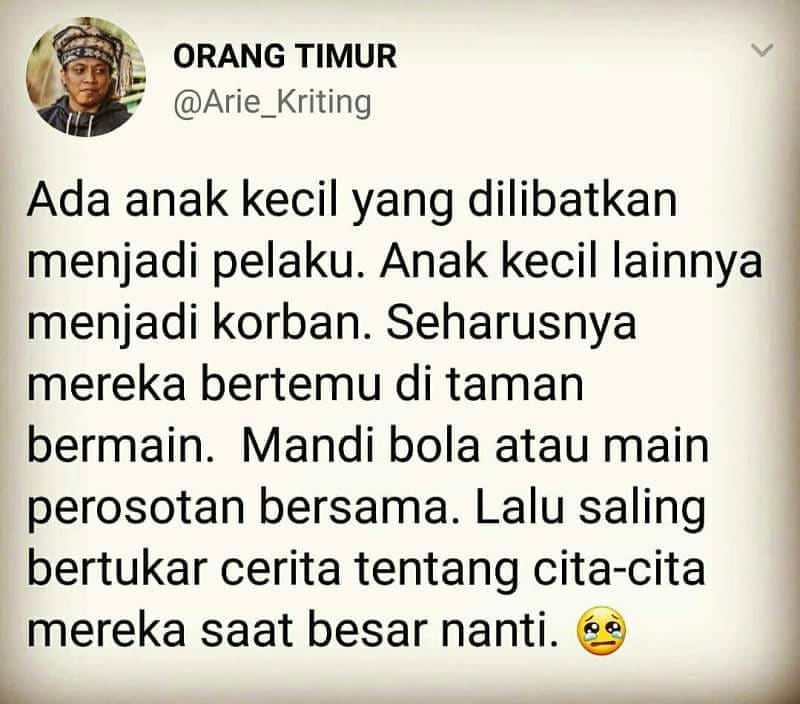 ORANG TIMUR
@Arie_Kriting
Ada anak kecil yang dilibatkan
menjadi pelaku. Anak kecil lainnya
menjadi korban. Seharusnya
mereka bertemu di taman
bermain.  Mandi bola atau main
perosotan bersama. Lalu saling
bertukar cerita tentang cita-cita
mereka saat besar nanti. 😢